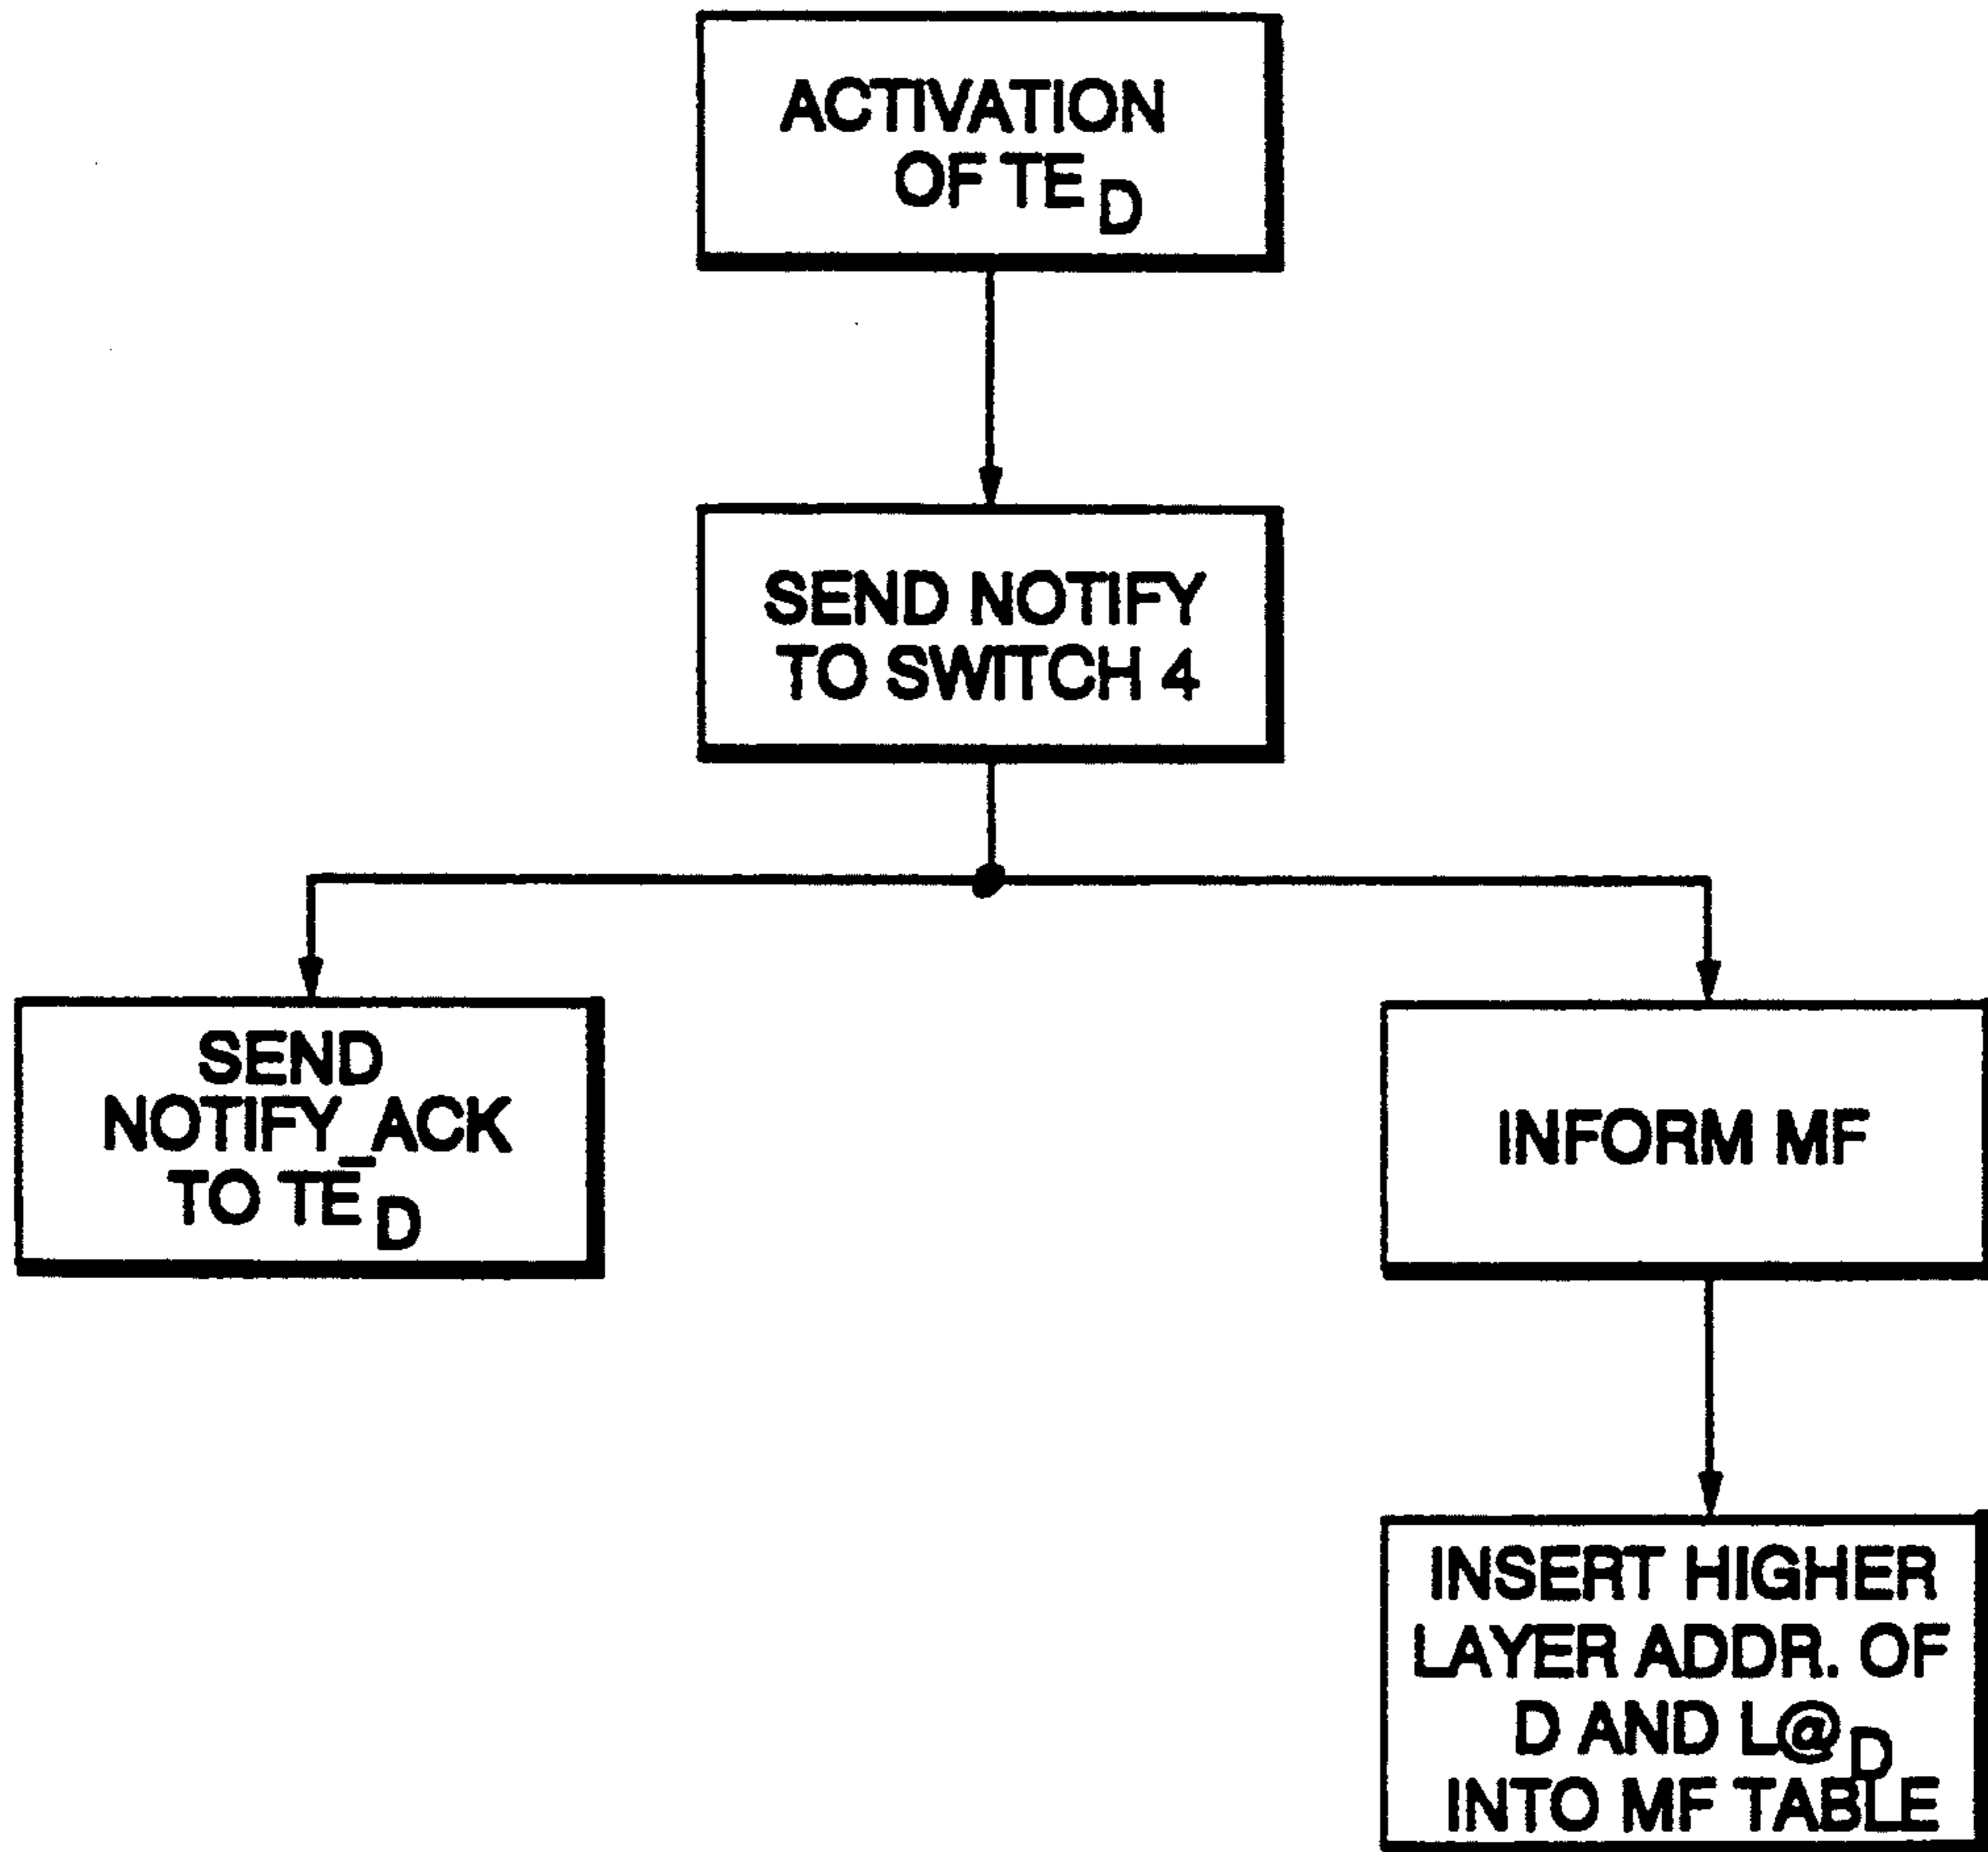 ACTIVATION
OF TE D
SEND NOTIFY
TO SWITCH 4
SEND
NOTIFY_ACK
TO TE D
INFORM MF
INSERT HIGHER
LAYER ADDR. OF
D AND L@ D
INTO MF TABLE